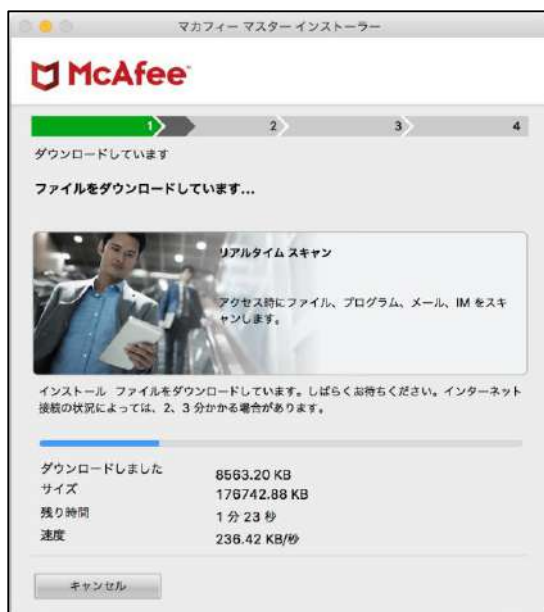 マカフィー マスター インストーラー
McAfee™
1 2 3 4
ダウンロードしています
ファイルをダウンロードしています...
リアルタイム スキャン
アクセス時にファイル、プログラム、メール、IM をスキ
ャンします。
インストール ファイルをダウンロードしています。しばらくお待ちください。インターネット
接続の状況によっては、2、3 分かかる場合があります。
ダウンロードしました 8563.20 KB
サイズ 176742.88 KB
残り時間 1 分 23 秒
速度 236.42 KB/秒
キャンセル